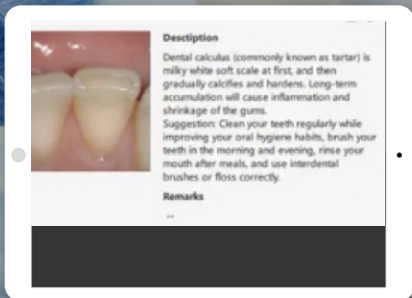 Desctiption
Dental calculus (commonly known as tartar) is
milky white soft scale at first, and then
gradually calcifies and hardens. Long-term
accumulation will cause inflammation and
shrinkage of the gums.
Suggestion: Clean your teeth regularly while
improving your oral hygiene habits, brush your
teeth in the morning and evening, rinse your
mouth after meals, and use interdental
brushes or floss correctly.
Remarks
--